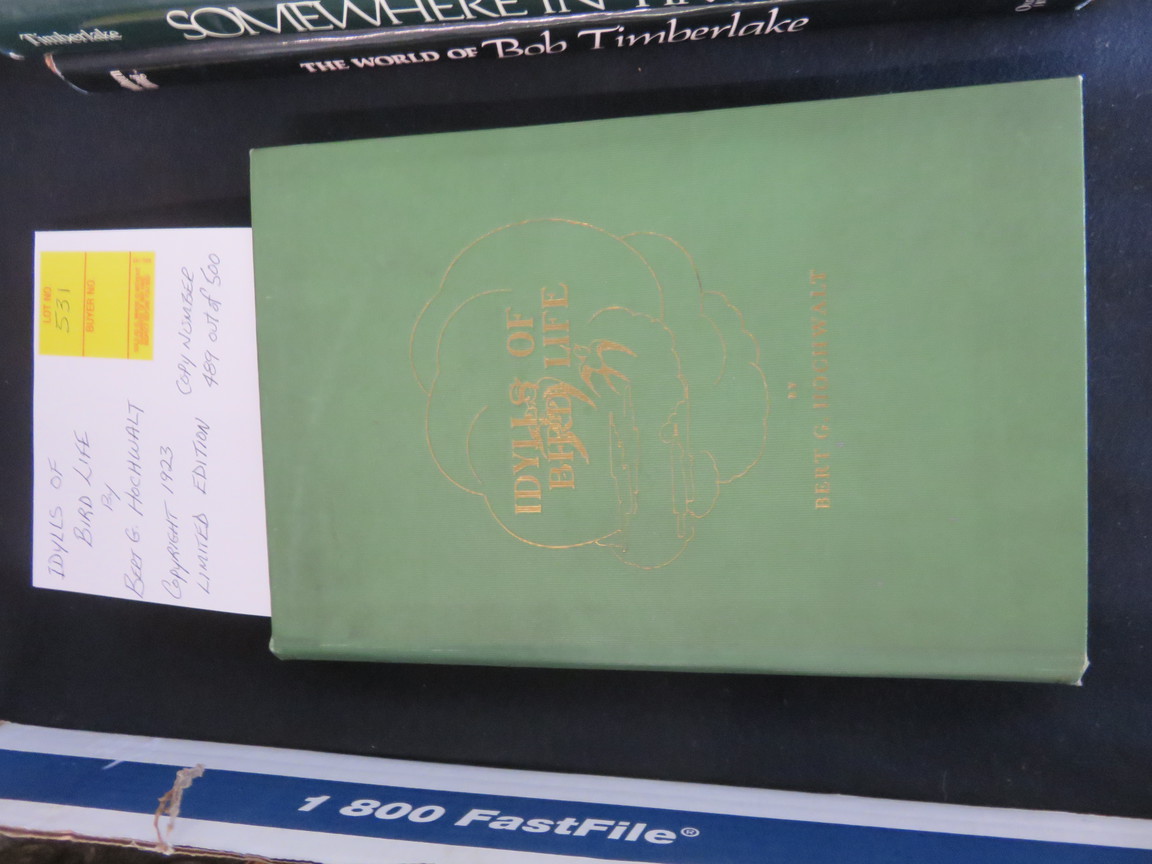 Timberlake
SOMEWHERE IN
THE WORLD OF Bob Timberlake
LOT NO.
531
BUYER NO.
IDYLLS OF
BIRD LIFE
By
BERT G. HOCHWALT
COPYRIGHT 1923
LIMITED EDITION
COPY NUMBER
489 out of 500
IDYLLS OF
BIRD LIFE
BY
BERT G. HOCHWALT
1 800 FastFile®